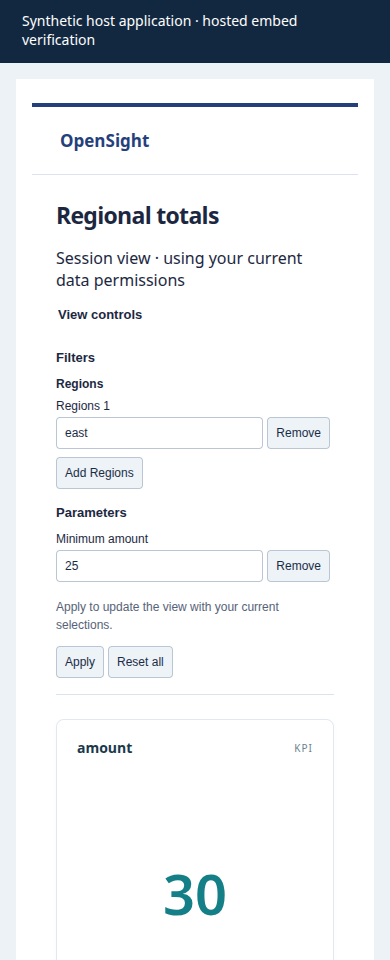 Synthetic host application · hosted embed
verification
OpenSight
Regional totals
Session view · using your current
data permissions
View controls
Filters
Regions
Regions 1
east
Remove
Add Regions
Parameters
Minimum amount
25
Remove
Apply to update the view with your current
selections.
Apply
Reset all
amount
KPI
30